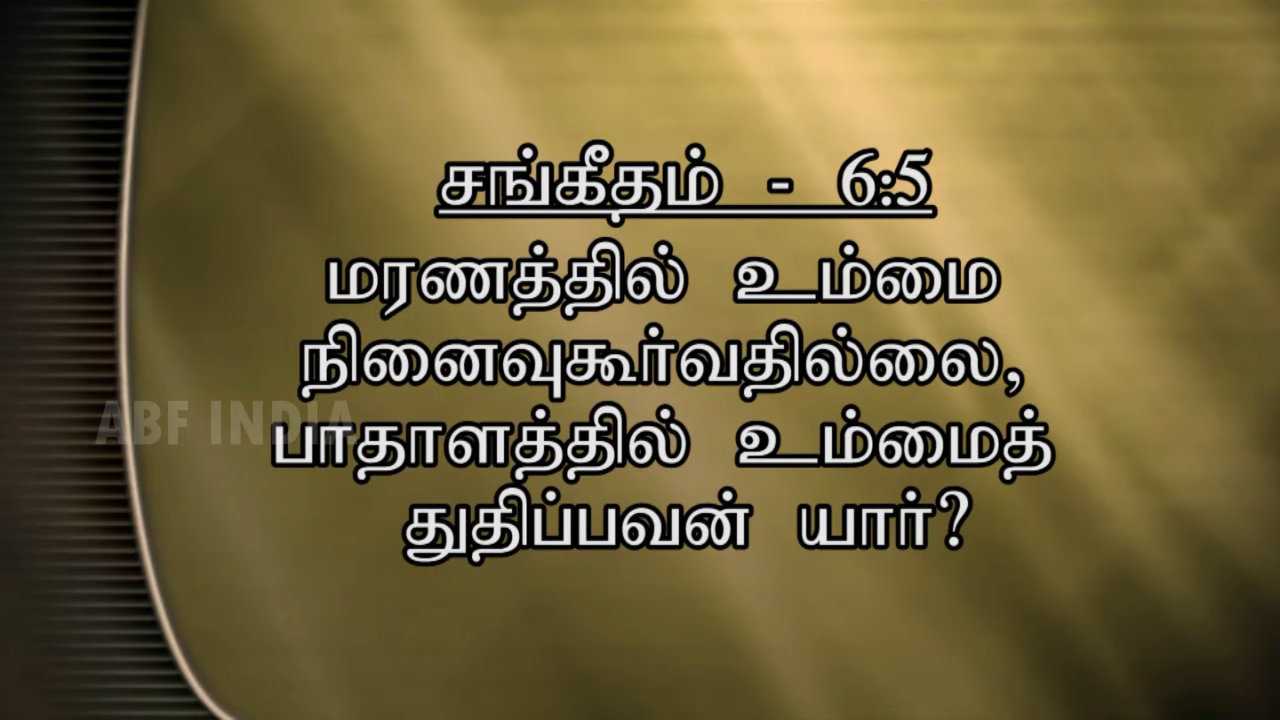 சங்கீதம் - 6:5
மரணத்தில் உம்மை
நினைவுகூர்வதில்லை,
ABF INDIA
பாதாளத்தில் உம்மைத்
துதிப்பவன் யார்?